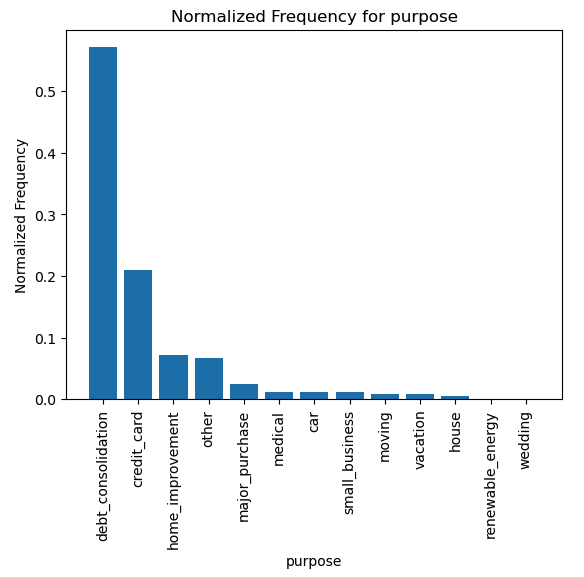 Normalized Frequency for purpose
Normalized Frequency
0.5
0.4
0.3
0.2
0.1
0.0
debt_consolidation
credit_card
home_improvement
other
major_purchase
medical
car
small_business
moving
vacation
house
renewable_energy
wedding
purpose